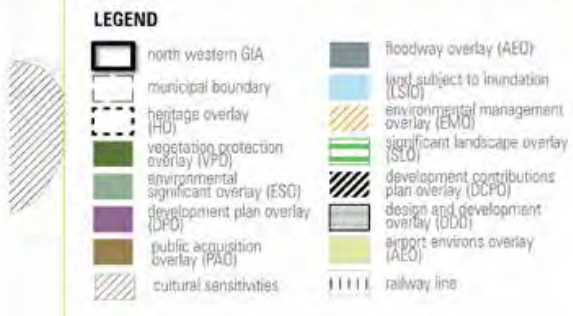 LEGEND
north western GIA
municipal boundary
heritage overlay
(HO)
vegetation protection
overlay (VPO)
environmental
significant overlay (ESO)
development plan overlay
(DPO)
public acquisition
overlay (PAO)
cultural sensitivities
floodway overlay (AEO)
land subject to inundation
(LSIO)
environmental management
overlay (EMO)
significant landscape overlay
(SLO)
development contributions
plan overlay (DCPO)
design and development
overlay (DDO)
airport environs overlay
(AEO)
railway line